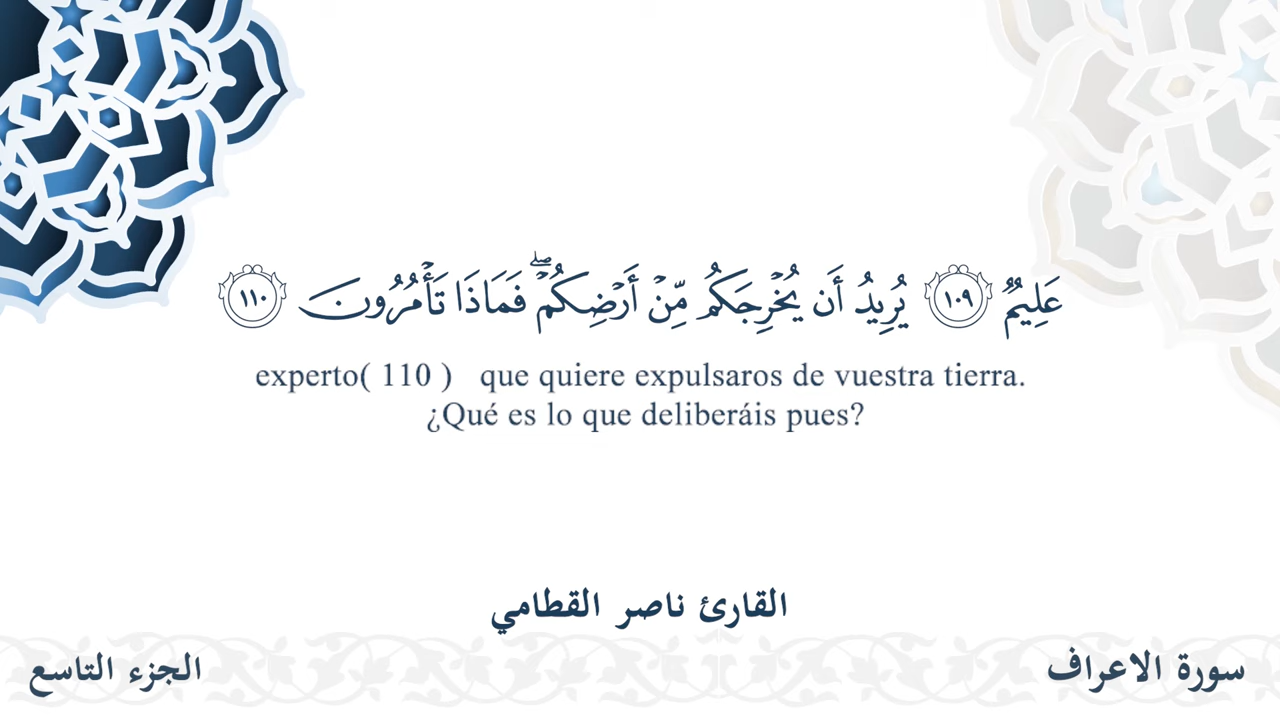 عَلِيمٌ ١٠٩ يُرِيدُ أَن يُخْرِجَكُم مِّنْ أَرْضِكُمْ ۖ فَمَاذَا تَأْمُرُونَ ١١٠
experto( 110 ) que quiere expulsaros de vuestra tierra.
¿Qué es lo que deliberáis pues?
القارئ ناصر القطامي
سورة الاعراف
الجزء التاسع